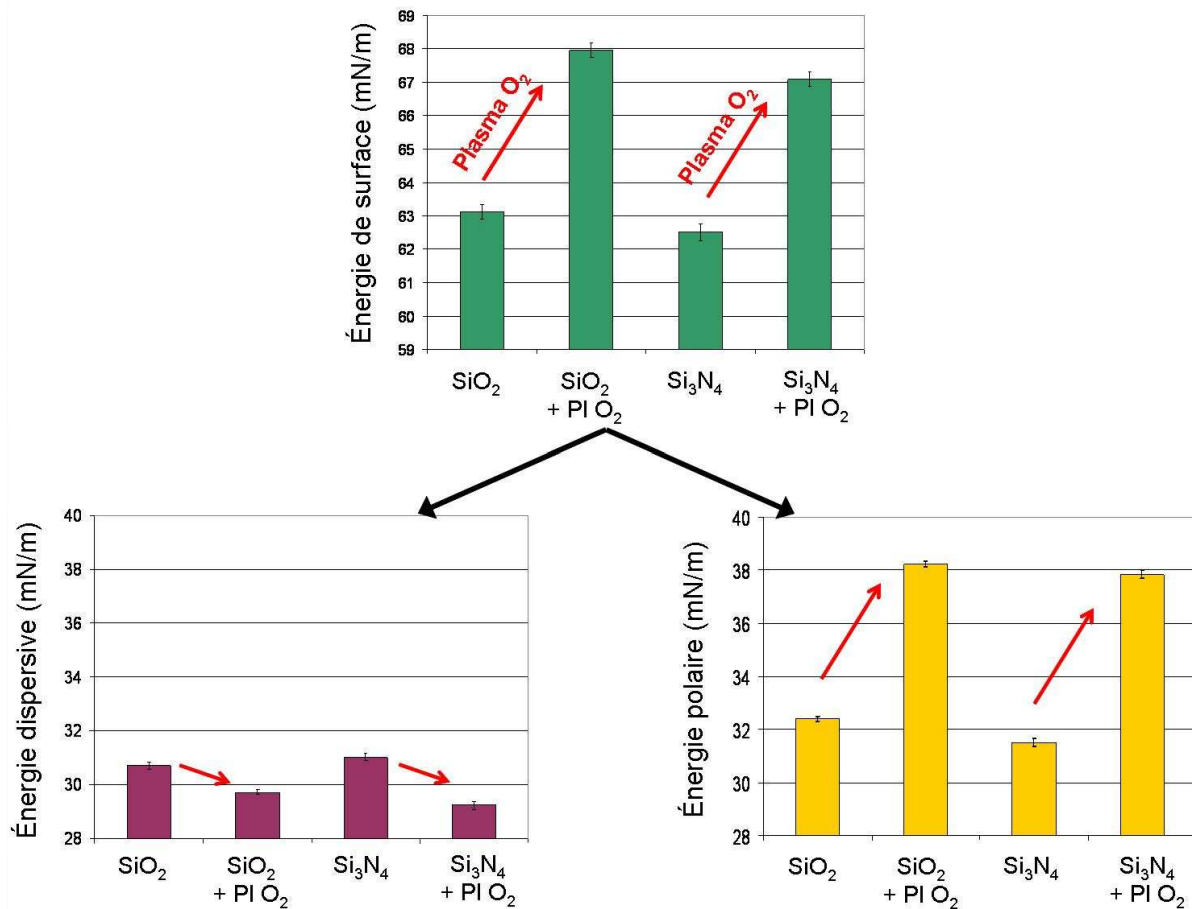 Énergie de surface (mN/m)
69
68
67
66
65
64
63
62
61
60
59
Plasma O₂
Plasma O₂
SiO₂
SiO₂
+ Pl O₂
Si₃N₄
Si₃N₄
+ Pl O₂
Énergie dispersive (mN/m)
40
38
36
34
32
30
28
SiO₂
SiO₂
+ Pl O₂
Si₃N₄
Si₃N₄
+ Pl O₂
Énergie polaire (mN/m)
40
38
36
34
32
30
28
SiO₂
SiO₂
+ Pl O₂
Si₃N₄
Si₃N₄
+ Pl O₂